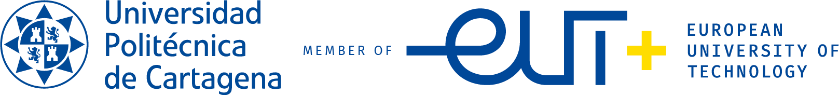 Universidad
Politécnica
de Cartagena
MEMBER OF
EUT+
EUROPEAN
UNIVERSITY OF
TECHNOLOGY